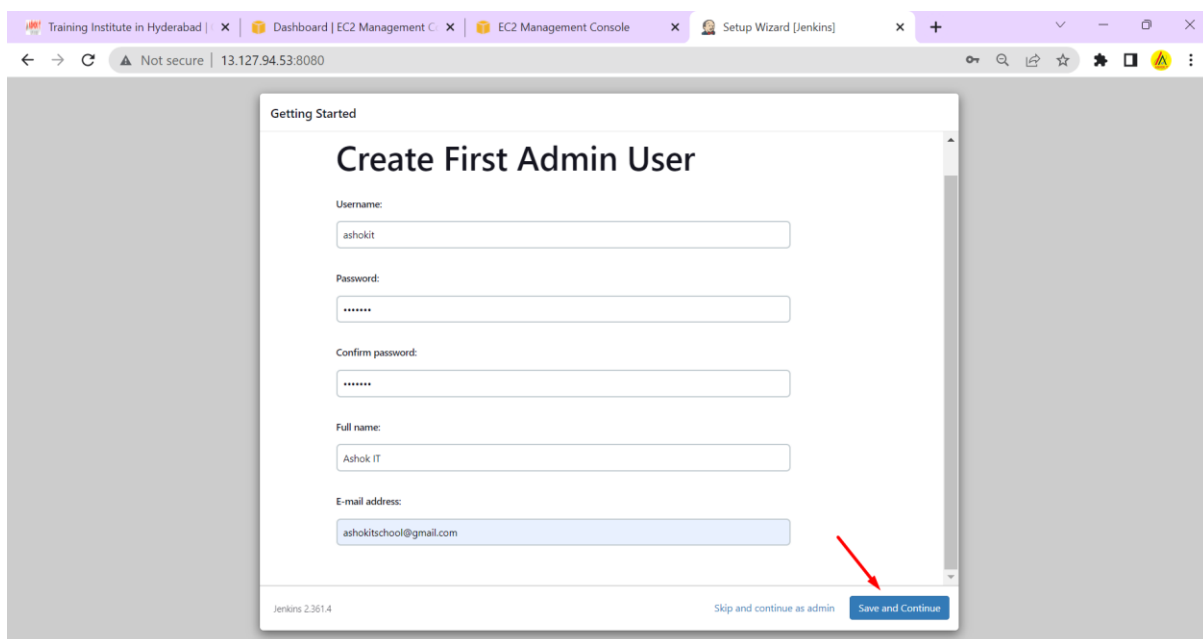 Training Institute in Hyderabad |
Dashboard | EC2 Management C
EC2 Management Console
Setup Wizard [Jenkins]
Not secure | 13.127.94.53:8080
Getting Started
Create First Admin User
Username:
ashokit
Password:
•••••••
Confirm password:
•••••••
Full name:
Ashok IT
E-mail address:
ashokitschool@gmail.com
Jenkins 2.361.4
Skip and continue as admin
Save and Continue